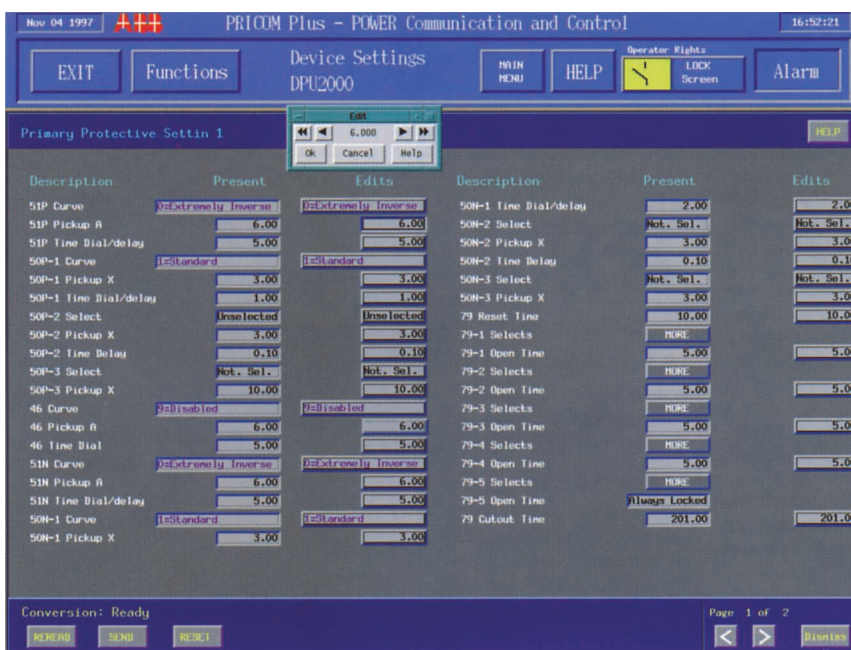 Nov 04 1997 ABB PRICOM Plus - POWER Communication and Control 16:52:21
EXIT Functions Device Settings DPU2000 MAIN MENU HELP Operator Rights LOCK Screen Alarm
Edit
6.000
Ok Cancel Help
Primary Protective Settin 1 HELP
Description Present Edits Description Present Edits
51P Curve 0=Extremely Inverse 0=Extremely Inverse 50N-1 Time Dial/delay 2.00 2.0
51P Pickup A 6.00 6.00 50N-2 Select Not. Sel. Not. Sel.
51P Time Dial/delay 5.00 5.00 50N-2 Pickup X 3.00 3.0
50P-1 Curve 1=Standard 1=Standard 50N-2 Time Delay 0.10 0.1
50P-1 Pickup X 3.00 3.00 50N-3 Select Not. Sel. Not. Sel.
50P-1 Time Dial/delay 1.00 1.00 50N-3 Pickup X 3.00 3.0
50P-2 Select Unselected Unselected 79 Reset Time 10.00 10.0
50P-2 Pickup X 3.00 3.00 79-1 Selects MORE
50P-2 Time Delay 0.10 0.10 79-1 Open Time 5.00 5.0
50P-3 Select Not. Sel. Not. Sel. 79-2 Selects MORE
50P-3 Pickup X 10.00 10.00 79-2 Open Time 5.00 5.0
46 Curve 9=Disabled 9=Disabled 79-3 Selects MORE
46 Pickup A 6.00 6.00 79-3 Open Time 5.00 5.0
46 Time Dial 5.00 5.00 79-4 Selects MORE
51N Curve 0=Extremely Inverse 0=Extremely Inverse 79-4 Open Time 5.00 5.0
51N Pickup A 6.00 6.00 79-5 Selects MORE
51N Time Dial/delay 5.00 5.00 79-5 Open Time Always Locked
50N-1 Curve 1=Standard 1=Standard 79 Cutout Time 201.00 201.0
50N-1 Pickup X 3.00 3.00
Conversion: Ready Page 1 of 2
REREAD SEND RESET < > Dismiss